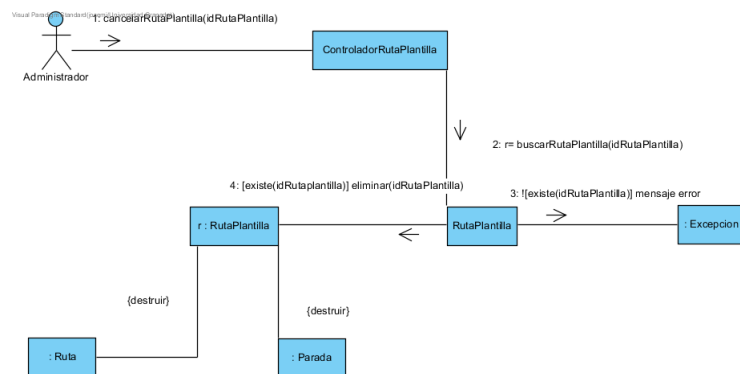 1: cancelarRutaPlantilla(idRutaPlantilla)
ControladorRutaPlantilla
Administrador
2: r= buscarRutaPlantilla(idRutaPlantilla)
4: [existe(idRutaplantilla)] eliminar(idRutaPlantilla)
3: ![existe(idRutaPlantilla)] mensaje error
r : RutaPlantilla
RutaPlantilla
: Excepcion
{destruir}
{destruir}
: Ruta
: Parada